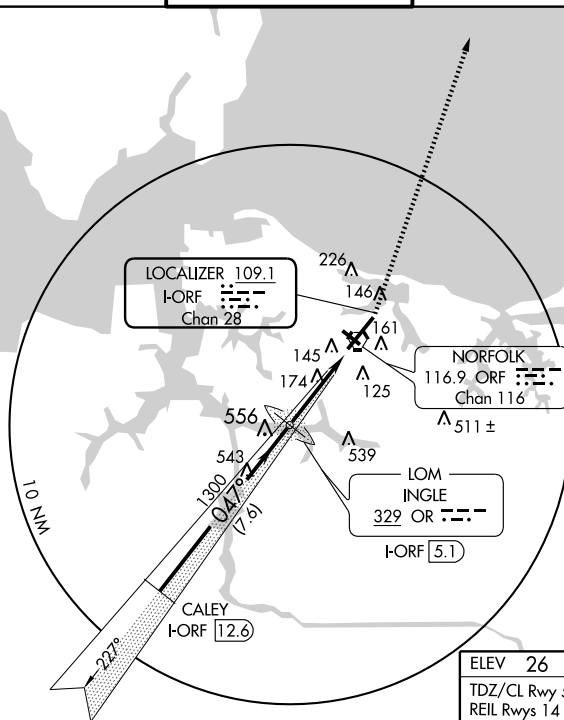 LOCALIZER 109.1
I-ORF
Chan 28
226
146
161
145
174
125
NORFOLK
116.9 ORF
Chan 116
511 ±
556
539
543
LOM
INGLE
329 OR
I-ORF 5.1
1300
047°
(7.6)
10 NM
CALEY
I-ORF 12.6
227°
ELEV 26
TDZ/CL Rwy
REIL Rwys 14